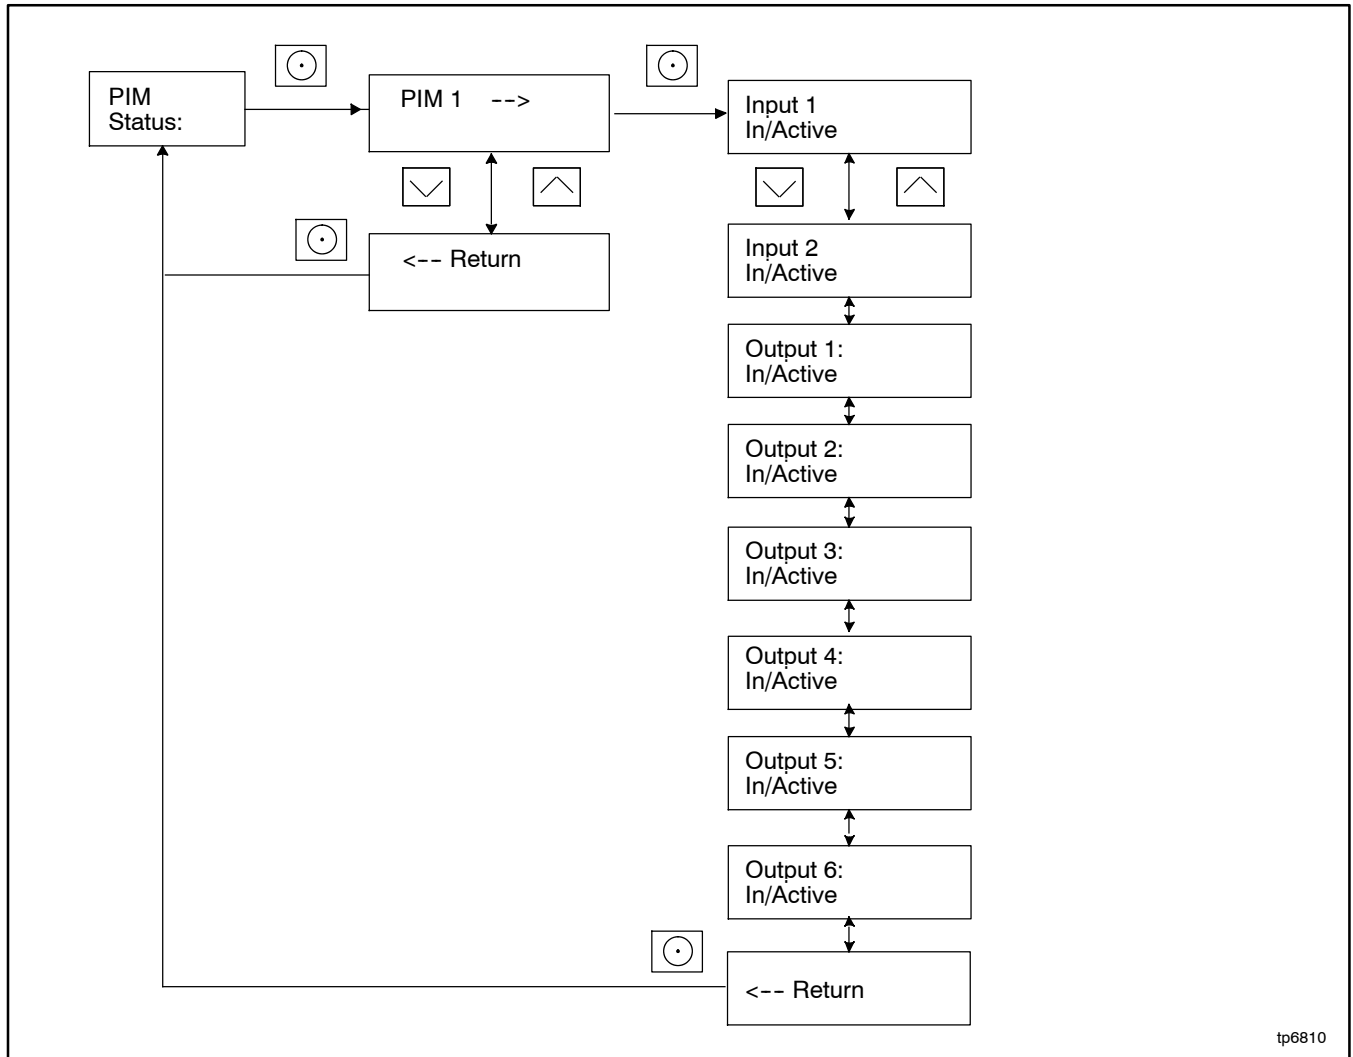 PIM
Status:
PIM 1 -->
<-- Return
Input 1
In/Active
Input 2
In/Active
Output 1:
In/Active
Output 2:
In/Active
Output 3:
In/Active
Output 4:
In/Active
Output 5:
In/Active
Output 6:
In/Active
<-- Return
tp6810